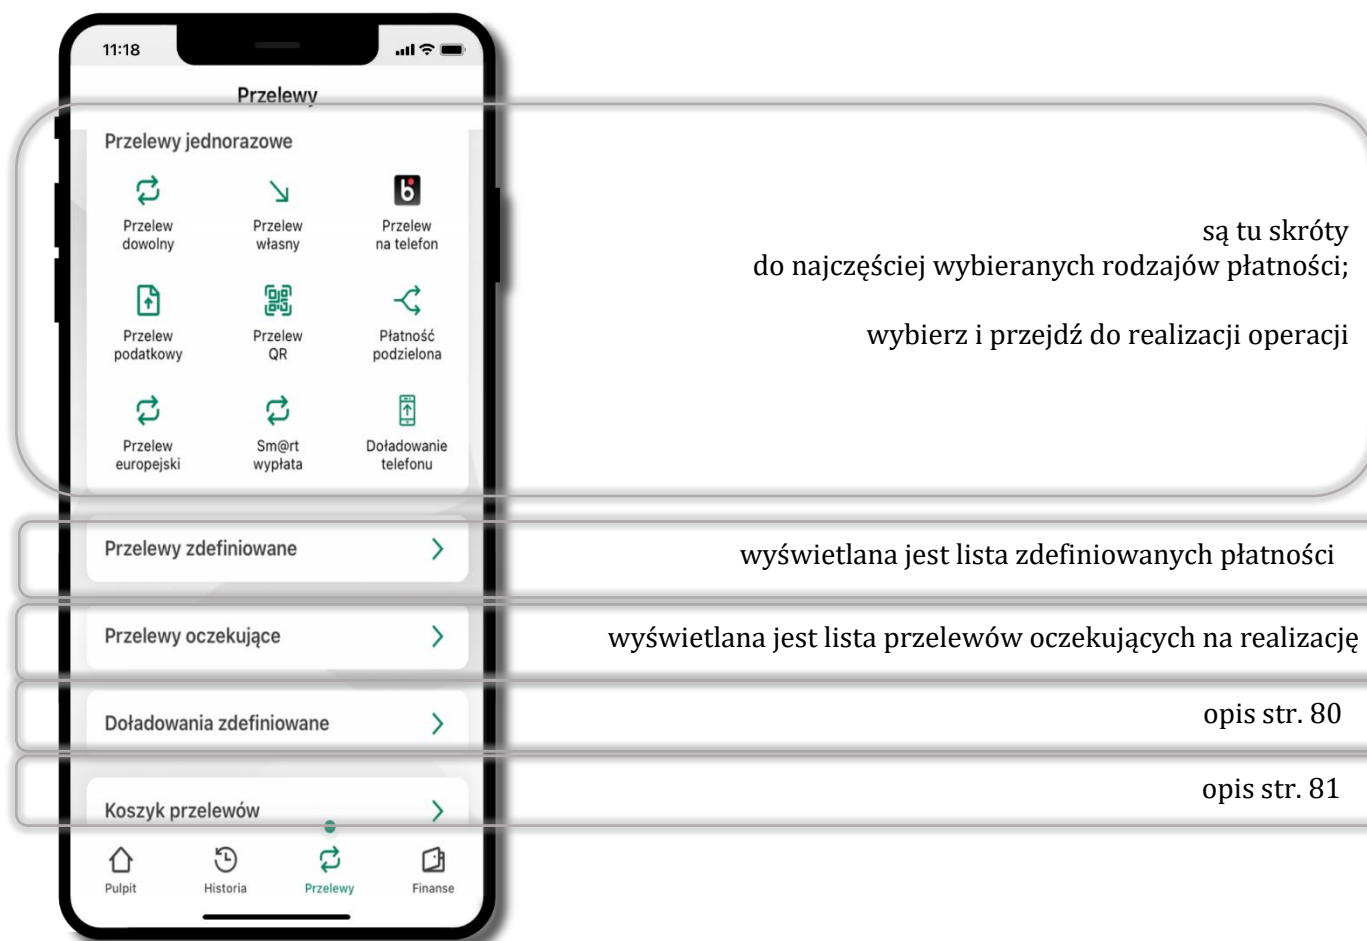 11:18
Przelewy
Przelewy jednorazowe
Przelew
dowolny
Przelew
własny
b
Przelew
na telefon
są tu skróty
do najczęściej wybieranych rodzajów płatności;
wybierz i przejdź do realizacji operacji
Przelew
podatkowy
Przelew
QR
Płatność
podzielona
Przelew
europejski
Sm@rt
wypłata
Doładowanie
telefonu
Przelewy zdefiniowane
wyświetlana jest lista zdefiniowanych płatności
Przelewy oczekujące
wyświetlana jest lista przelewów oczekujących na realizację
Doładowania zdefiniowane
opis str. 80
Koszyk przelewów
opis str. 81
Pulpit
Historia
Przelewy
Finanse